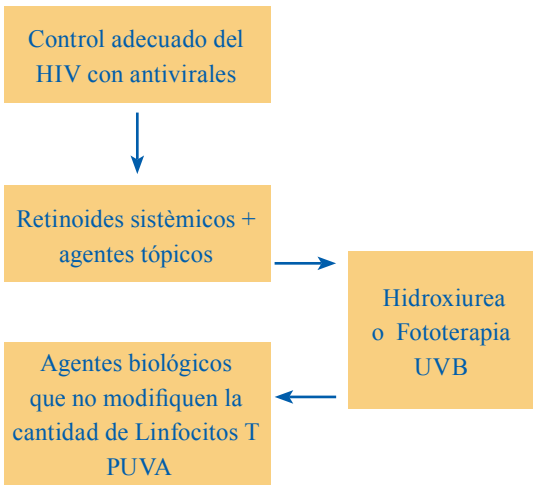 Control adecuado del
HIV con antivirales
Retinoides sistèmicos +
agentes tópicos
Hidroxiurea
o Fototerapia
UVB
Agentes biológicos
que no modifiquen la
cantidad de Linfocitos T
PUVA